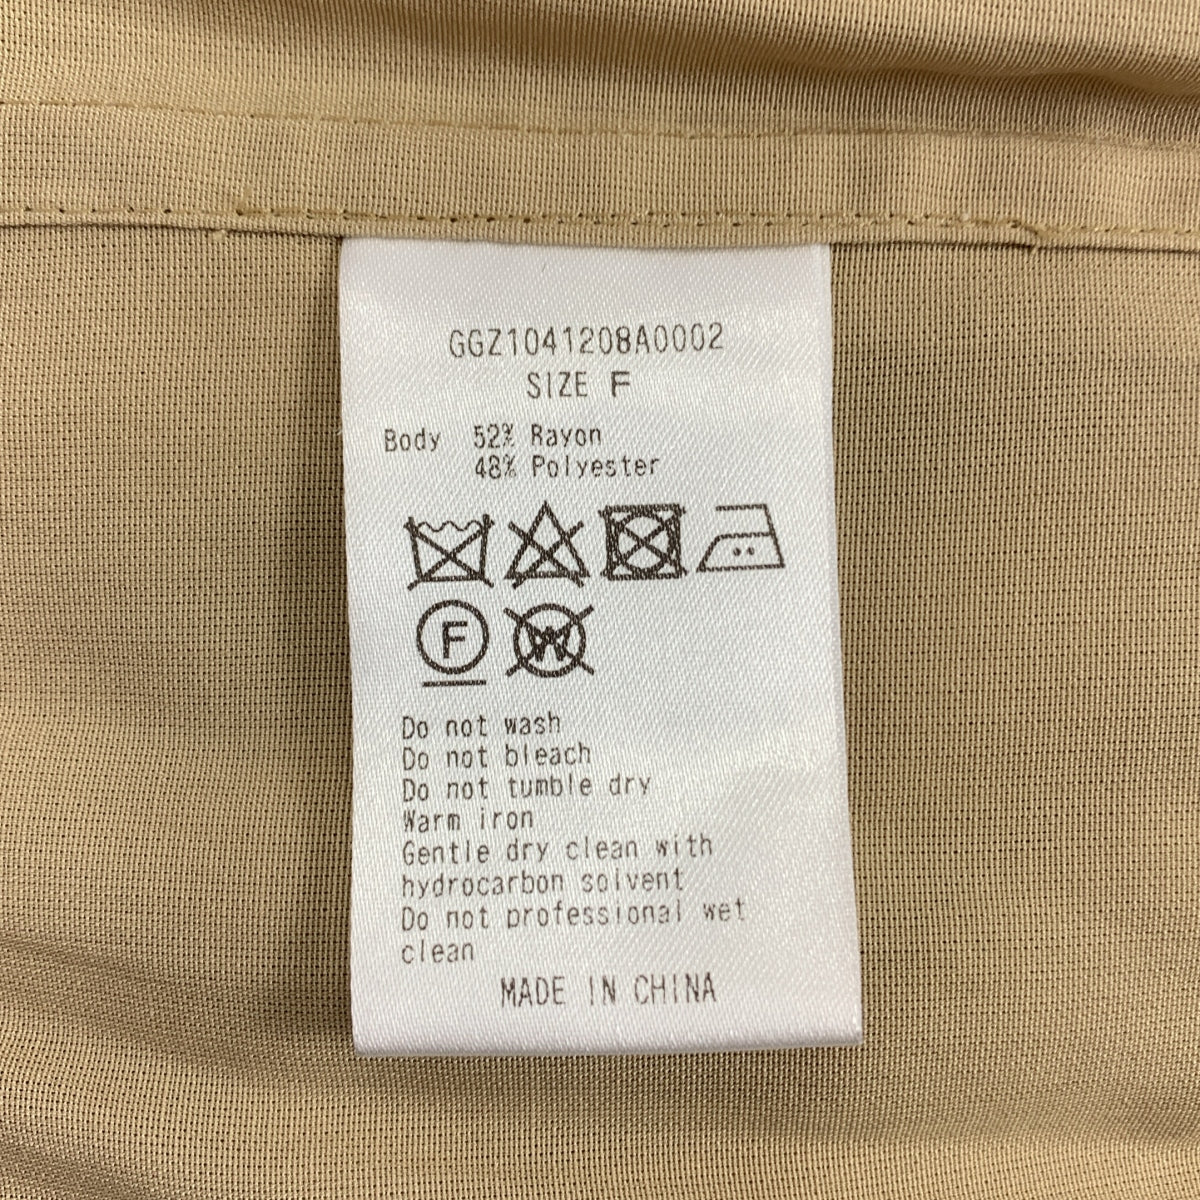 GGZ1041208A0002
SIZE F
Body 52% Rayon
48% Polyester
F W
Do not wash
Do not bleach
Do not tumble dry
Warm iron
Gentle dry clean with
hydrocarbon solvent
Do not professional wet
clean
MADE IN CHINA